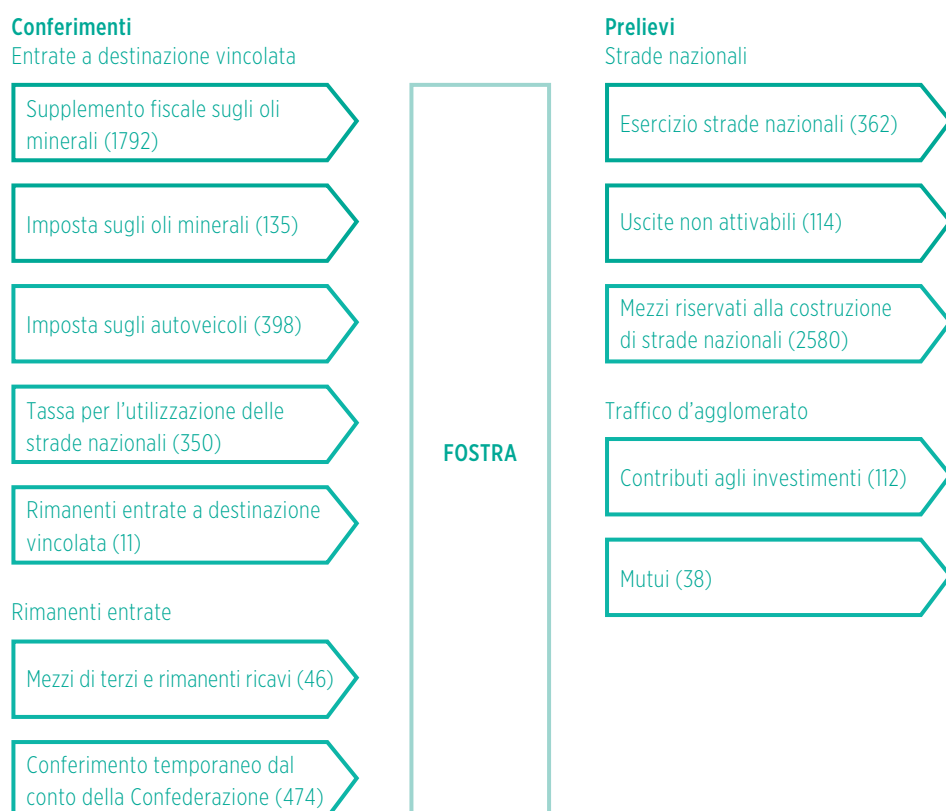 Conferimenti
Entrate a destinazione vincolata
Supplemento fiscale sugli oli
minerali (1792)
Imposta sugli oli minerali (135)
Imposta sugli autoveicoli (398)
Tassa per l'utilizzazione delle
strade nazionali (350)
Rimanenti entrate a destinazione
vincolata (11)
Rimanenti entrate
Mezzi di terzi e rimanenti ricavi (46)
Conferimento temporaneo dal
conto della Confederazione (474)
FOSTRA
Prelievi
Strade nazionali
Esercizio strade nazionali (362)
Uscite non attivabili (114)
Mezzi riservati alla costruzione
di strade nazionali (2580)
Traffico d'agglomerato
Contributi agli investimenti (112)
Mutui (38)